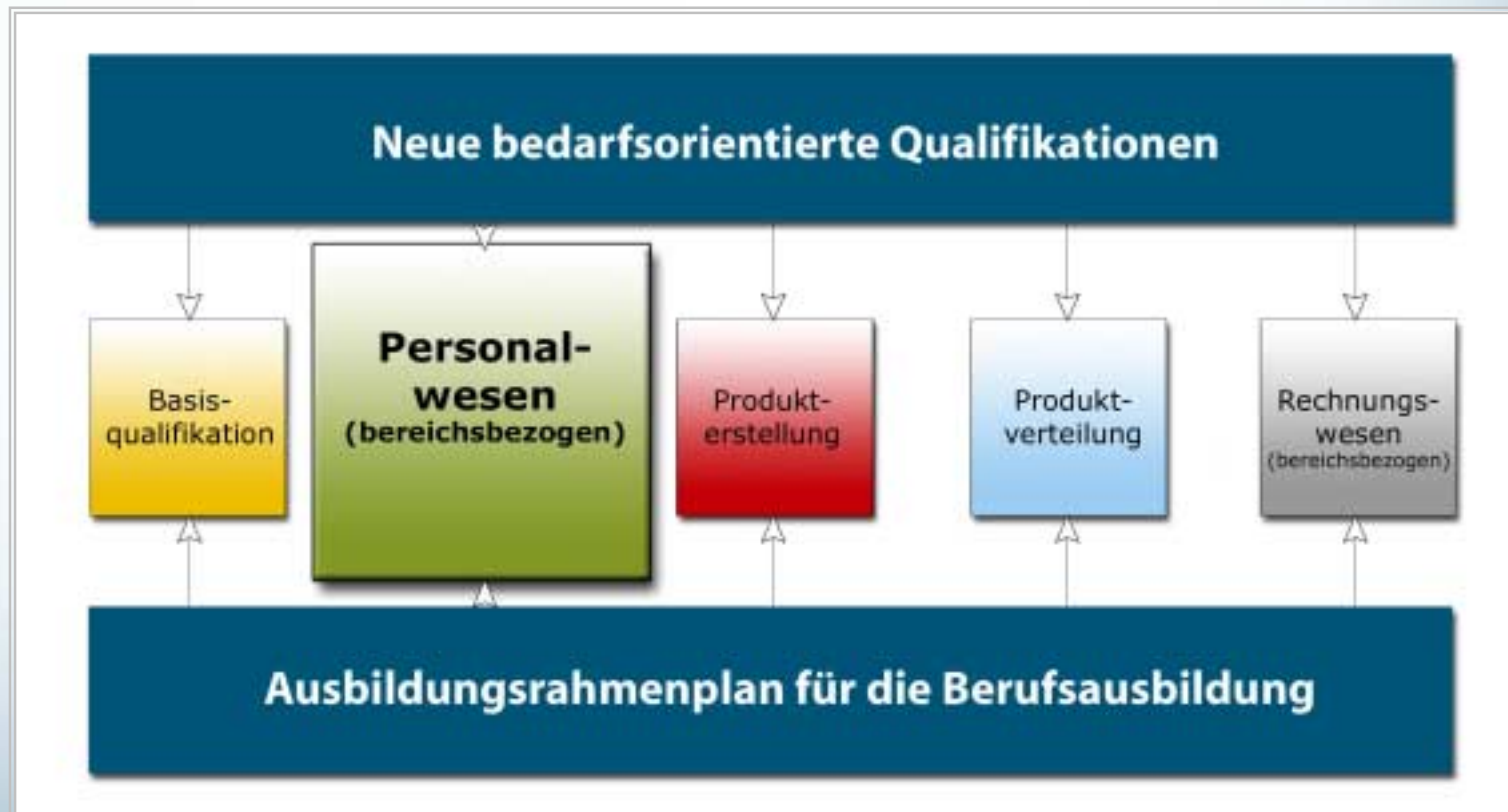 Neue bedarfsorientierte Qualifikationen
Basis-
qualifikation
Personal-
wesen
(bereichsbezogen)
Produkt-
erstellung
Produkt-
verteilung
Rechnungs-
wesen
(bereichsbezogen)
Ausbildungsrahmenplan für die Berufsausbildung